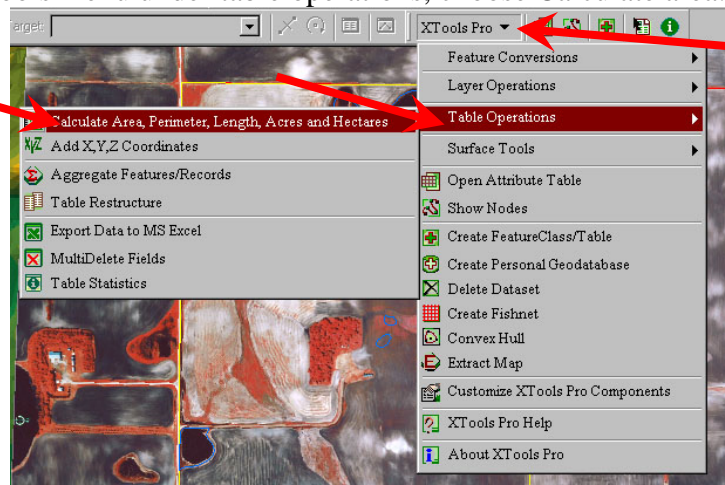 arget:
XTools Pro
Feature Conversions
Layer Operations
Table Operations
Surface Tools
Open Attribute Table
Show Nodes
Create FeatureClass/Table
Create Personal Geodatabase
Delete Dataset
Create Fishnet
Convex Hull
Extract Map
Customize XTools Pro Components
XTools Pro Help
About XTools Pro
Calculate Area, Perimeter, Length, Acres and Hectares
Add X,Y,Z Coordinates
Aggregate Features/Records
Table Restructure
Export Data to MS Excel
MultiDelete Fields
Table Statistics